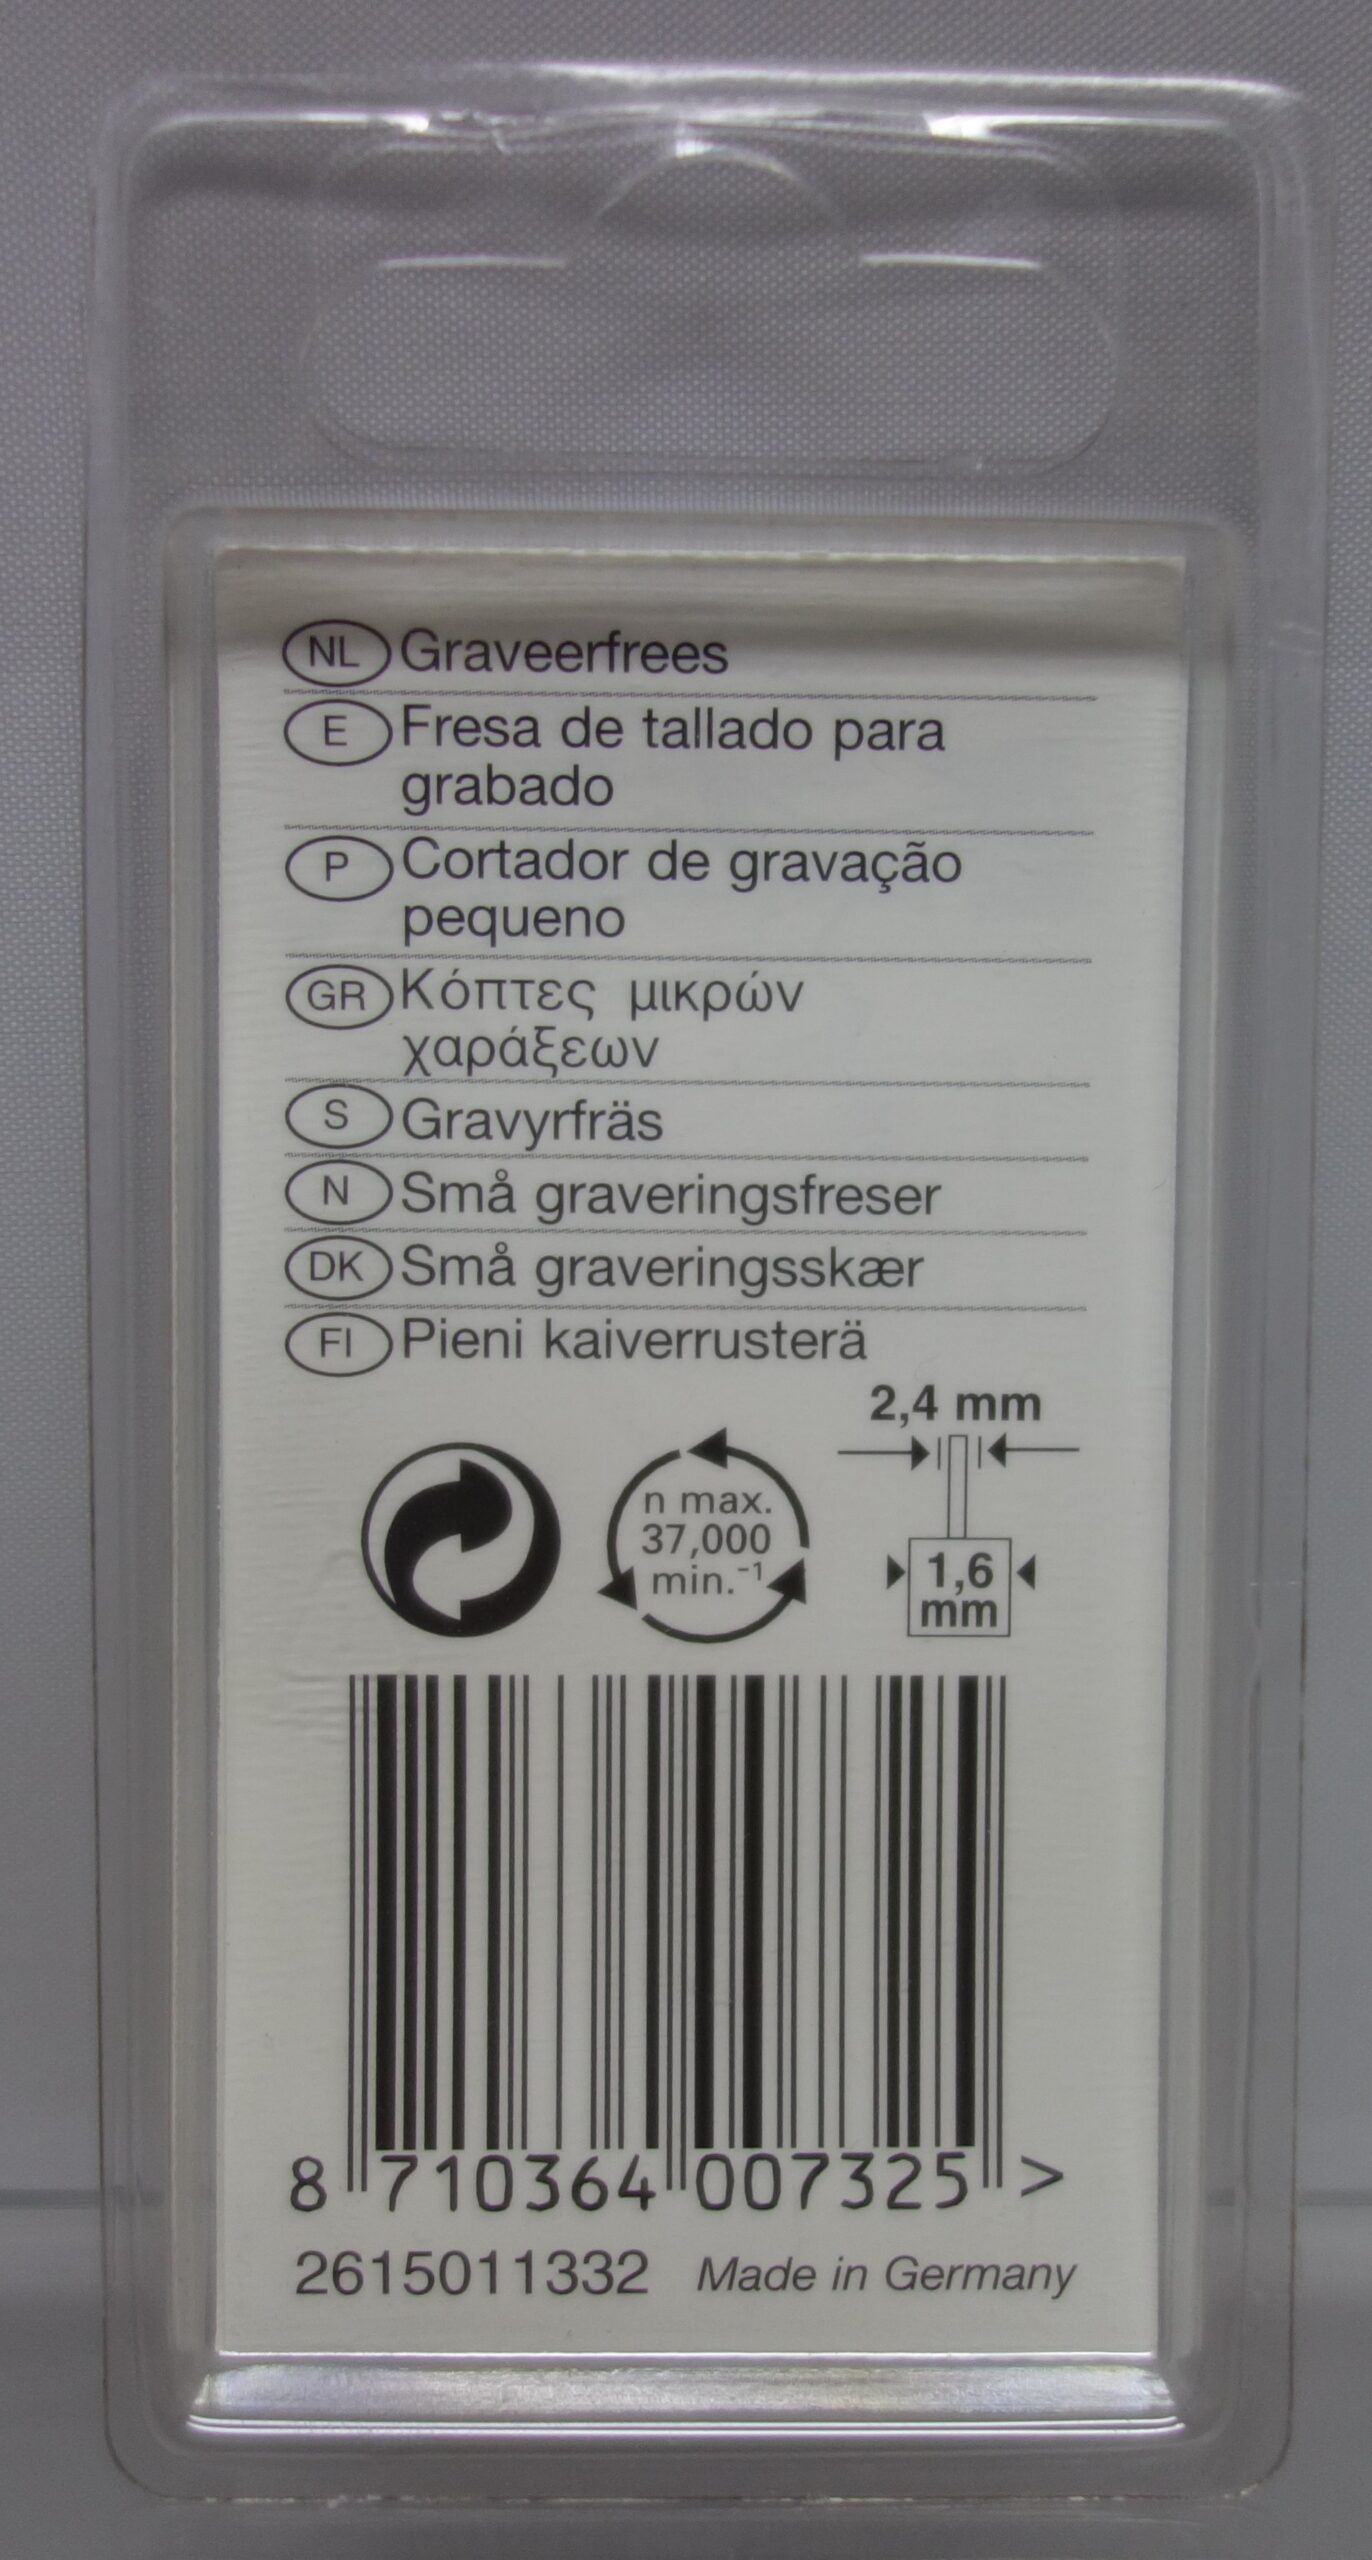 NL Graveerfrees
E Fresa de tallado para
grabado
P Cortador de gravação
pequeno
GR Κόπτες μικρών
χαράξεων
S Gravyrfräs
N Små graveringsfreser
DK Små graveringsskær
FI Pieni kaiverrusterä
2,4 mm
n max.
37,000
min.⁻¹
1,6
mm
8 710364 007325 >
2615011332 Made in Germany